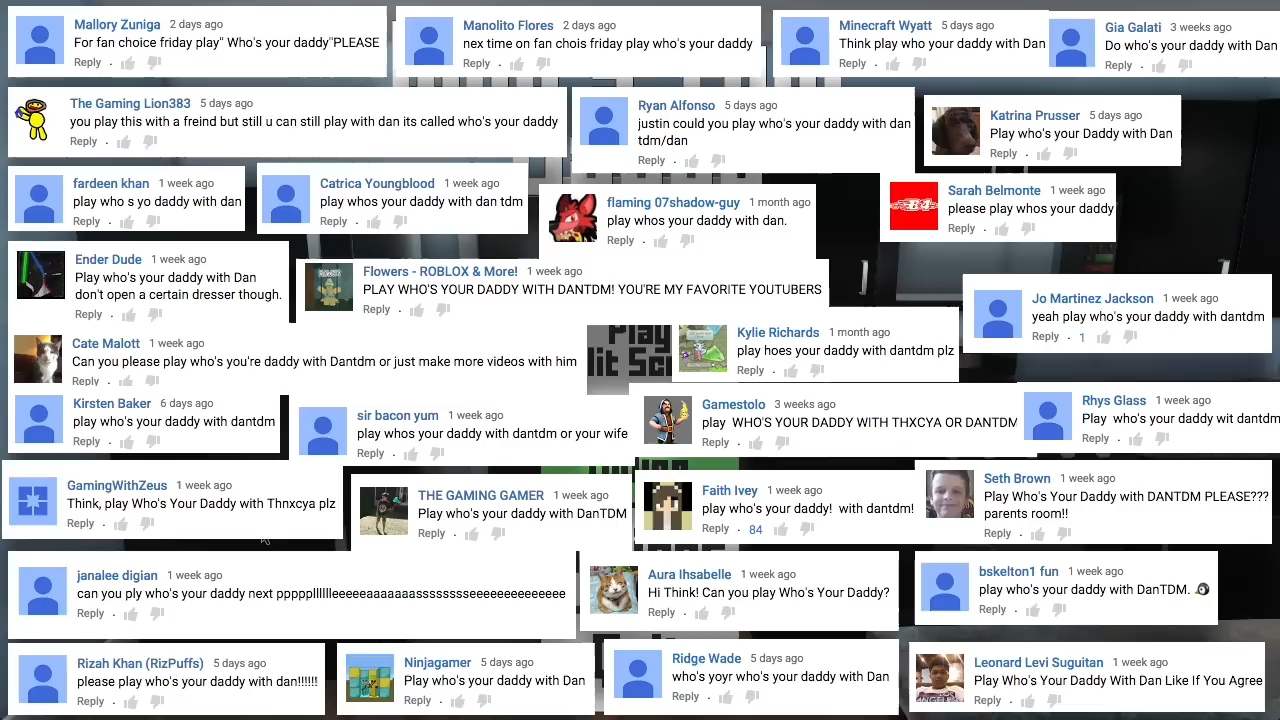 Mallory Zuniga 2 days ago
For fan choice friday play" Who's your daddy"PLEASE
Reply
Manolito Flores 2 days ago
next time on fan chois friday play who's your daddy
Reply
Minecraft Wyatt 5 days ago
Think play who your daddy with Dan
Reply
Gia Galati 3 weeks ago
Do who's your daddy with Dan
Reply
The Gaming Lion383 5 days ago
you play this with a freind but still u can still play with dan its called who's your daddy
Reply
Ryan Alfonso 5 days ago
justin could you play who's your daddy with dan
tdm/dan
Reply
Katrina Prusser 5 days ago
Play who's your Daddy with Dan
Reply
fardeen khan 1 week ago
play who s yo daddy with dan
Reply
Catrica Youngblood 1 week ago
play whos your daddy with dan tdm
Reply
flaming 07shadow-guy 1 month ago
play whos your daddy with dan.
Reply
Sarah Belmonte 1 week ago
please play whos your daddy
Reply
Ender Dude 1 week ago
Play who's your daddy with Dan
don't open a certain dresser though.
Reply
Flowers - ROBLOX & More! 1 week ago
PLAY WHO'S YOUR DADDY WITH DANTDM! YOU'RE MY FAVORITE YOUTUBERS
Reply
Jo Martinez Jackson 1 week ago
yeah play who's your daddy with dantdm
Reply 1
Cate Malott 1 week ago
Can you please play who's you're daddy with Dantdm or just make more videos with him
Reply
Play
lit Sci
Kylie Richards 1 month ago
play hoes your daddy with dantdm plz
Reply
Kirsten Baker 6 days ago
play who's your daddy with dantdm
Reply
sir bacon yum 1 week ago
play whos your daddy with dantdm or your wife
Reply
Gamestolo 3 weeks ago
play WHO'S YOUR DADDY WITH THXCYA OR DANTDM
Reply
Rhys Glass 1 week ago
Play who's your daddy wit dantdm
Reply
GamingWithZeus 1 week ago
Think, play Who's Your Daddy with Thnxcya plz
Reply
THE GAMING GAMER 1 week ago
Play who's your daddy with DanTDM
Reply
Faith Ivey 1 week ago
play who's your daddy! with dantdm!
Reply 84
Seth Brown 1 week ago
Play Who's Your Daddy with DANTDM PLEASE???
parents room!!
Reply
janalee digian 1 week ago
can you ply who's your daddy next pppppllllllleeeeeaaaaaaassssssssseeeeeeeeeeeeee
Reply
Aura Ihsabelle 1 week ago
Hi Think! Can you play Who's Your Daddy?
Reply
bskelton1 fun 1 week ago
play who's your daddy with DanTDM. 🐧
Reply
Rizah Khan (RizPuffs) 5 days ago
please play who's your daddy with dan!!!!!!
Reply
Ninjagamer 5 days ago
Play who's your daddy with Dan
Reply
Ridge Wade 5 days ago
who's yoyr who's your daddy with Dan
Reply
Leonard Levi Suguitan 1 week ago
Play Who's Your Daddy With Dan Like If You Agree
Reply